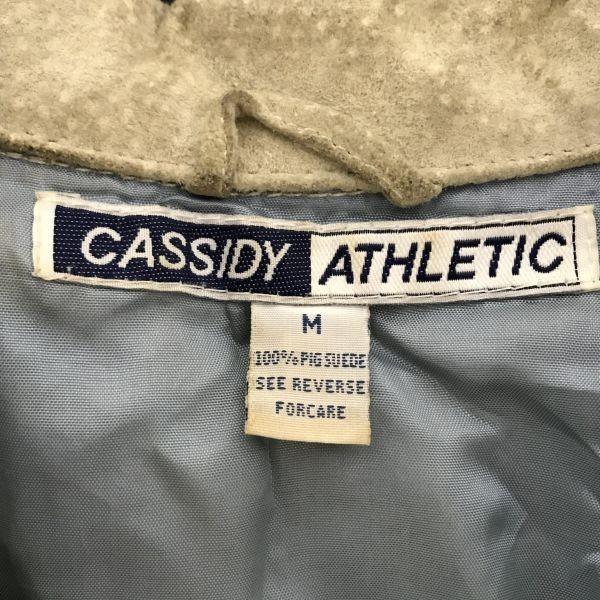 CASSIDY ATHLETIC
M
100% PIG SUEDE
SEE REVERSE
FORCARE